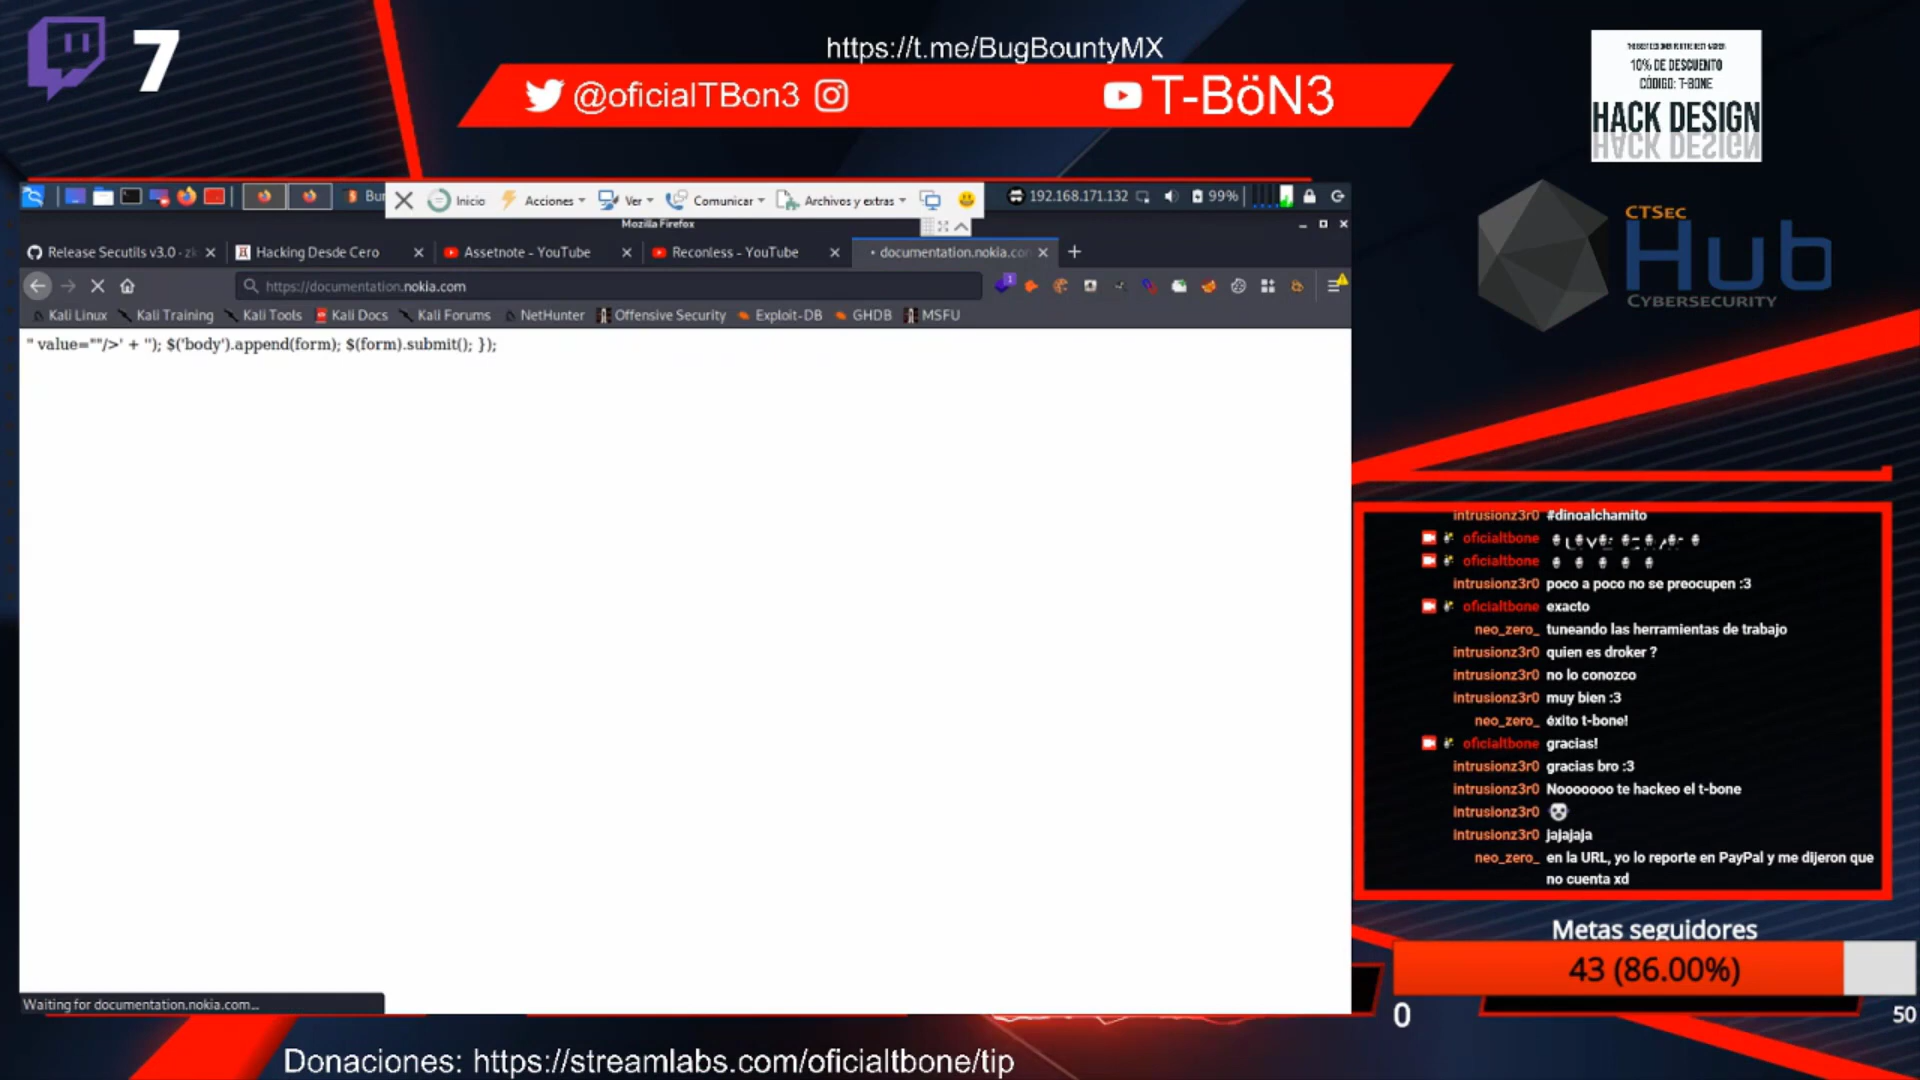 7
https://t.me/BugBountyMX
@oficialTBon3
T-BöN3
10% DE DESCUENTO
CÓDIGO: T-BONE
HACK DESIGN
CTSec
Hub
CYBERSECURITY
Bur
Inicio
Acciones
Ver
Comunicar
Archivos y extras
192.168.171.132
99%
Mozilla Firefox
Release Secutils v3.0 - zk
Hacking Desde Cero
Assetnote - YouTube
Reconless - YouTube
documentation.nokia.con
https://documentation.nokia.com
Kali Linux
Kali Training
Kali Tools
Kali Docs
Kali Forums
NetHunter
Offensive Security
Exploit-DB
GHDB
MSFU
" value=""/>' + ''); $('body').append(form); $(form).submit(); });
Waiting for documentation.nokia.com...
intrusionz3r0 #dinoalchamito
oficialtbone
oficialtbone
intrusionz3r0 poco a poco no se preocupen :3
oficialtbone exacto
neo_zero_ tuneando las herramientas de trabajo
intrusionz3r0 quien es droker ?
intrusionz3r0 no lo conozco
intrusionz3r0 muy bien :3
neo_zero_ éxito t-bone!
oficialtbone gracias!
intrusionz3r0 gracias bro :3
intrusionz3r0 Nooooooo te hackeo el t-bone
intrusionz3r0
intrusionz3r0 jajajaja
neo_zero_ en la URL, yo lo reporte en PayPal y me dijeron que
no cuenta xd
Metas seguidores
43 (86.00%)
0
50
Donaciones: https://streamlabs.com/oficialtbone/tip